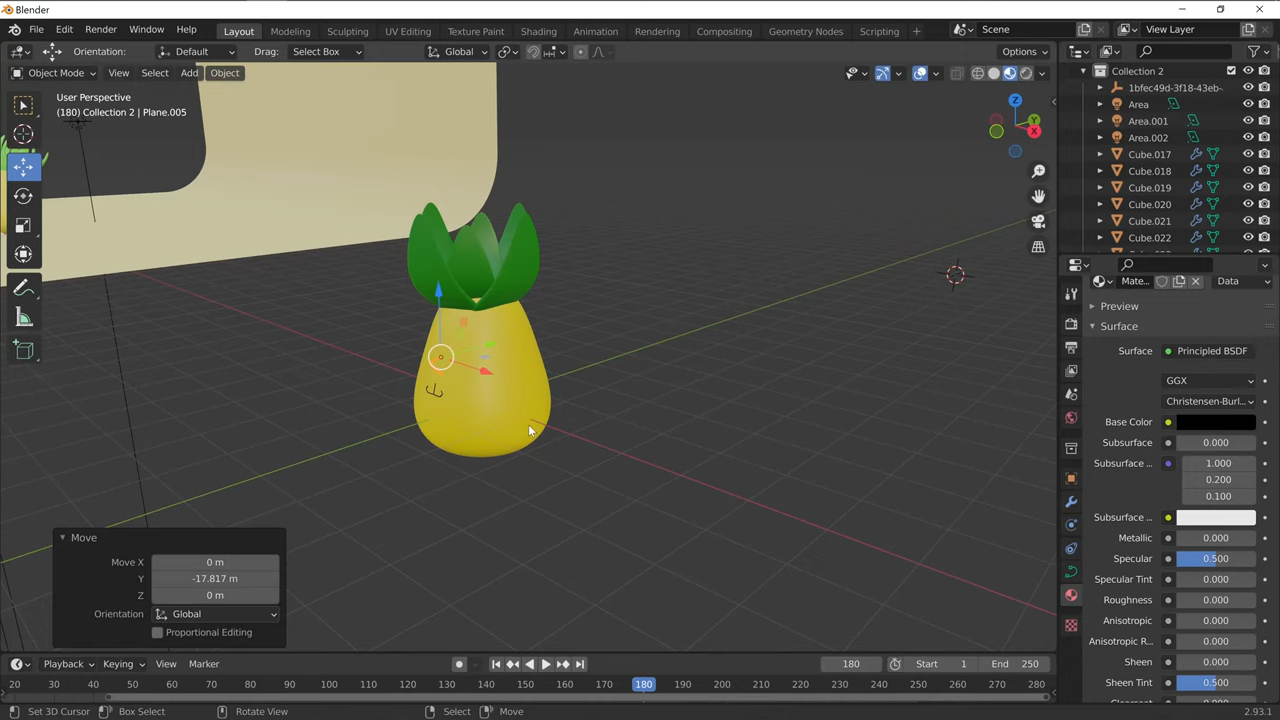 Blender
File Edit Render Window Help Layout Modeling Sculpting UV Editing Texture Paint Shading Animation Rendering Compositing Geometry Nodes Scripting + Scene View Layer
Orientation: Default Drag: Select Box Global Options
Object Mode View Select Add Object
User Perspective
(180) Collection 2 | Plane.005
Z
Y
X
Collection 2
1bfec49d-3f18-43eb-
Area
Area.001
Area.002
Cube.017
Cube.018
Cube.019
Cube.020
Cube.021
Cube.022
Mate... Data
Preview
Surface
Surface Principled BSDF
GGX
Christensen-Burl..
Base Color
Subsurface 0.000
Subsurface .. 1.000
0.200
0.100
Subsurface ..
Metallic 0.000
Specular 0.500
Specular Tint 0.000
Roughness 0.000
Anisotropic 0.000
Anisotropic R.. 0.000
Sheen 0.000
Sheen Tint 0.500
Move
Move X 0 m
Y -17.817 m
Z 0 m
Orientation Global
Proportional Editing
Playback Keying View Marker 180 Start 1 End 250
20 30 40 50 60 70 80 90 100 110 120 130 140 150 160 170 180 190 200 210 220 230 240 250 260 270 280
Set 3D Cursor Box Select Rotate View Select Move 2.93.1